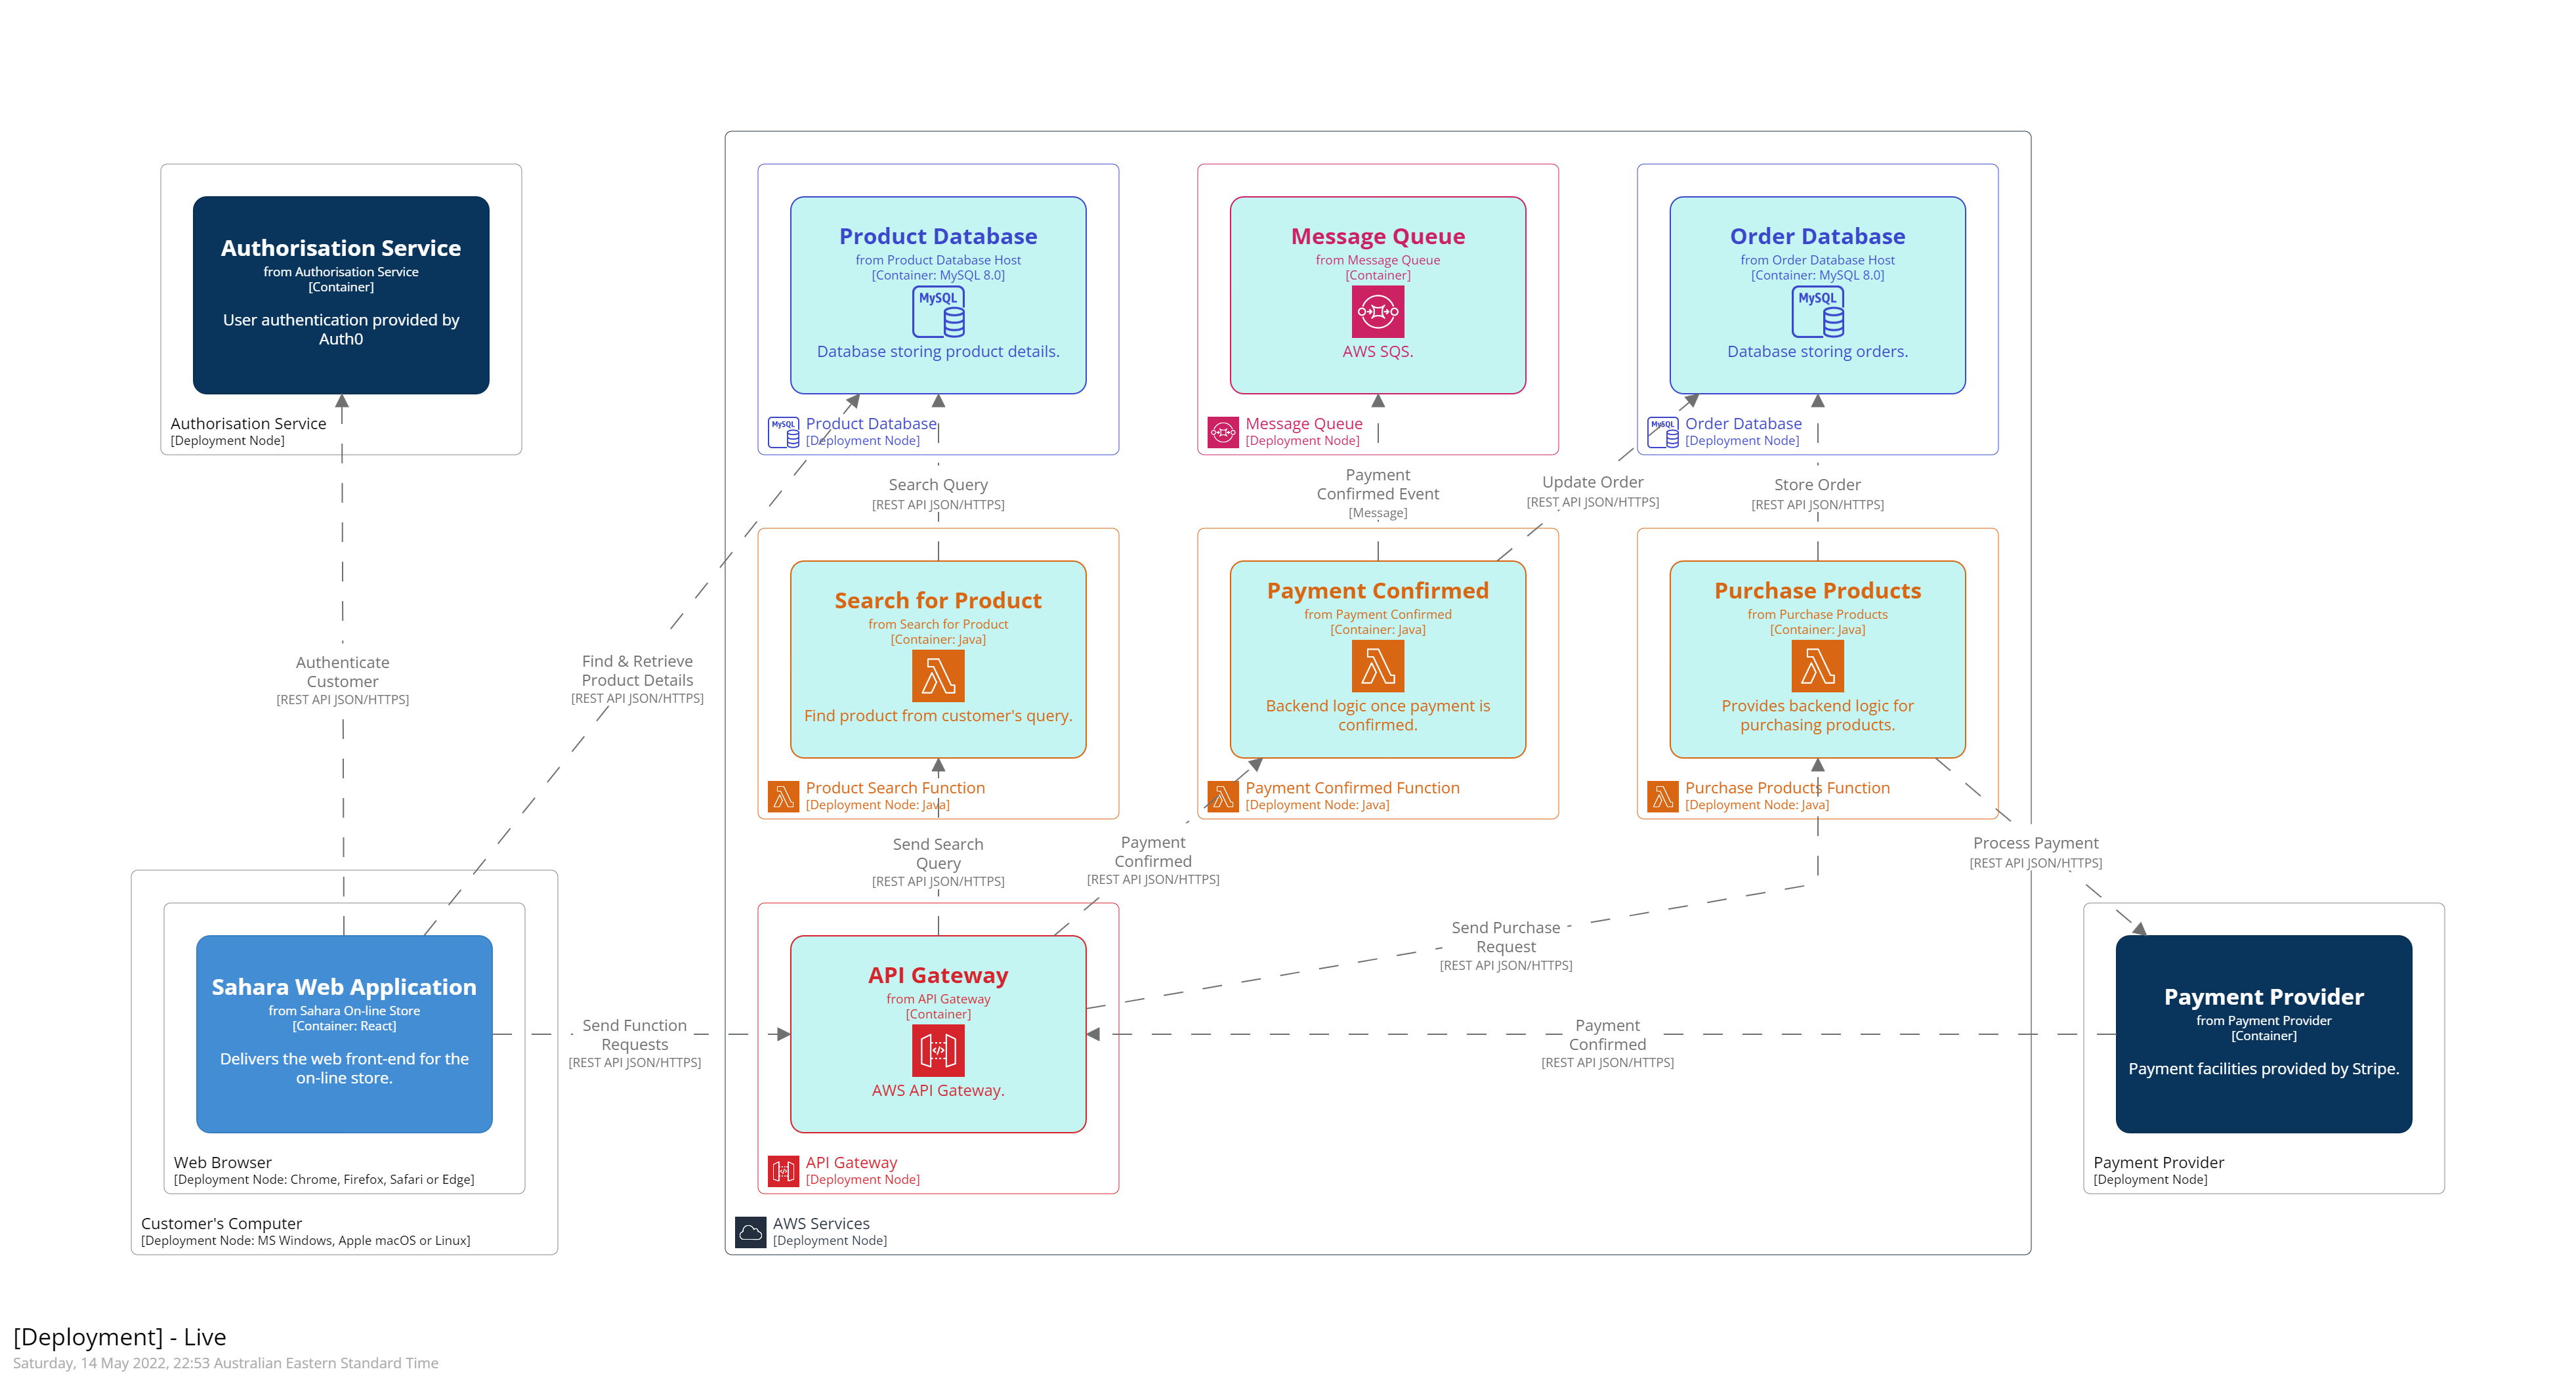 Authorisation Service
from Authorisation Service
[Container]
User authentication provided by
Auth0
Authorisation Service
[Deployment Node]
Product Database
from Product Database Host
[Container: MySQL 8.0]
MySQL
Database storing product details.
MySQL
Product Database
[Deployment Node]
Message Queue
from Message Queue
[Container]
AWS SQS.
Message Queue
[Deployment Node]
Order Database
from Order Database Host
[Container: MySQL 8.0]
MySQL
Database storing orders.
MySQL
Order Database
[Deployment Node]
Search Query
[REST API JSON/HTTPS]
Payment
Confirmed Event
[Message]
Update Order
[REST API JSON/HTTPS]
Store Order
[REST API JSON/HTTPS]
Authenticate
Customer
[REST API JSON/HTTPS]
Find & Retrieve
Product Details
[REST API JSON/HTTPS]
Search for Product
from Search for Product
[Container: Java]
Find product from customer's query.
Product Search Function
[Deployment Node: Java]
Payment Confirmed
from Payment Confirmed
[Container: Java]
Backend logic once payment is
confirmed.
Payment Confirmed Function
[Deployment Node: Java]
Purchase Products
from Purchase Products
[Container: Java]
Provides backend logic for
purchasing products.
Purchase Products Function
[Deployment Node: Java]
Send Search
Query
[REST API JSON/HTTPS]
Payment
Confirmed
[REST API JSON/HTTPS]
Process Payment
[REST API JSON/HTTPS]
Send Purchase
Request
[REST API JSON/HTTPS]
Sahara Web Application
from Sahara On-line Store
[Container: React]
Delivers the web front-end for the
on-line store.
Web Browser
[Deployment Node: Chrome, Firefox, Safari or Edge]
Customer's Computer
[Deployment Node: MS Windows, Apple macOS or Linux]
Send Function
Requests
[REST API JSON/HTTPS]
API Gateway
from API Gateway
[Container]
AWS API Gateway.
API Gateway
[Deployment Node]
AWS Services
[Deployment Node]
Payment
Confirmed
[REST API JSON/HTTPS]
Payment Provider
from Payment Provider
[Container]
Payment facilities provided by Stripe.
Payment Provider
[Deployment Node]
[Deployment] - Live
Saturday, 14 May 2022, 22:53 Australian Eastern Standard Time